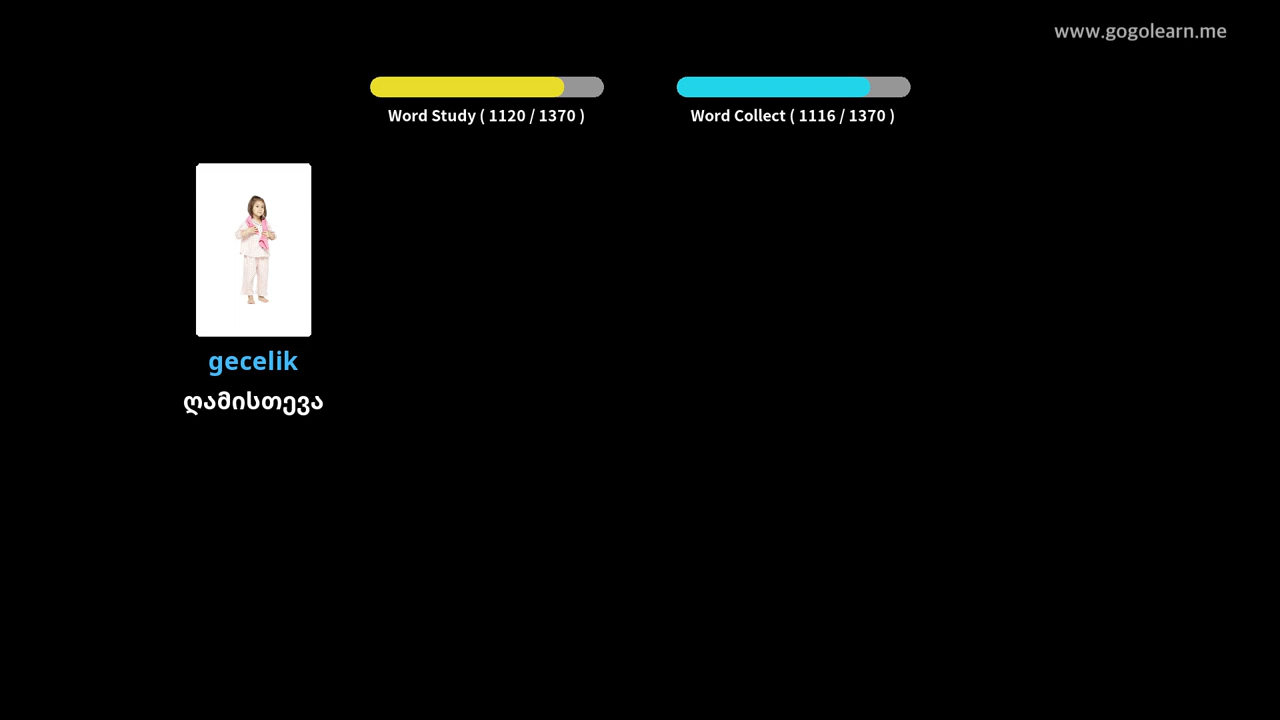 www.gogolearn.me
Word Study ( 1120 / 1370 )
Word Collect ( 1116 / 1370 )
gecelik
ღამისთევა